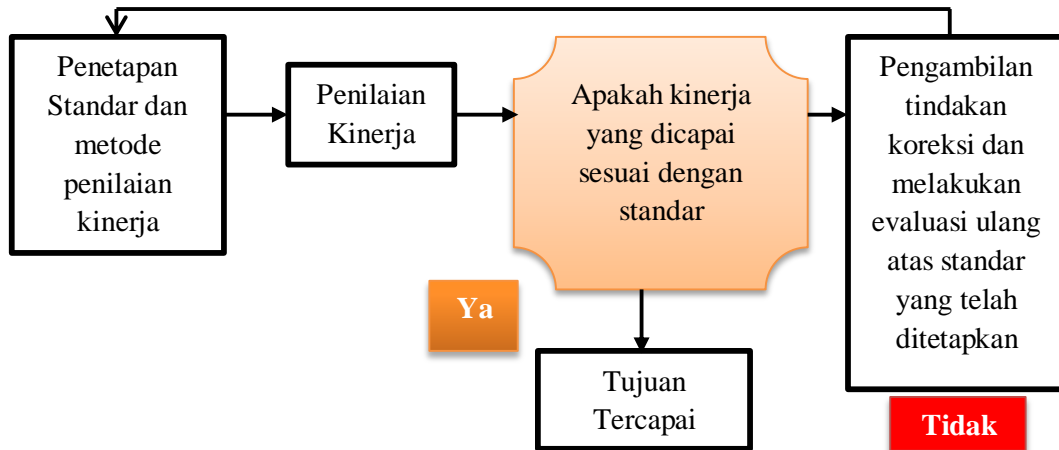 Penetapan
Standar dan
metode
penilaian
kinerja
Penilaian
Kinerja
Apakah kinerja
yang dicapai
sesuai dengan
standar
Pengambilan
tindakan
koreksi dan
melakukan
evaluasi ulang
atas standar
yang telah
ditetapkan
Ya
Tujuan
Tercapai
Tidak